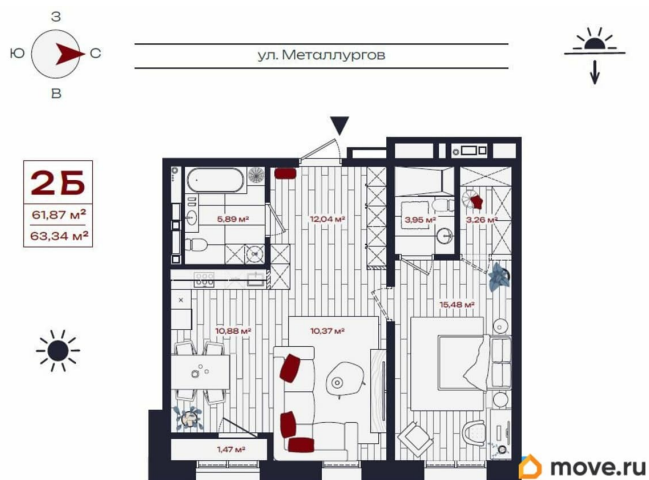 З
Ю
С
В
ул. Металлургов
2Б
61,87 м²
63,34 м²
5.89 м²
12.04 м²
3.95 м²
3.26 м²
15.48 м²
10.88 м²
10.37 м²
1.47 м²
move.ru